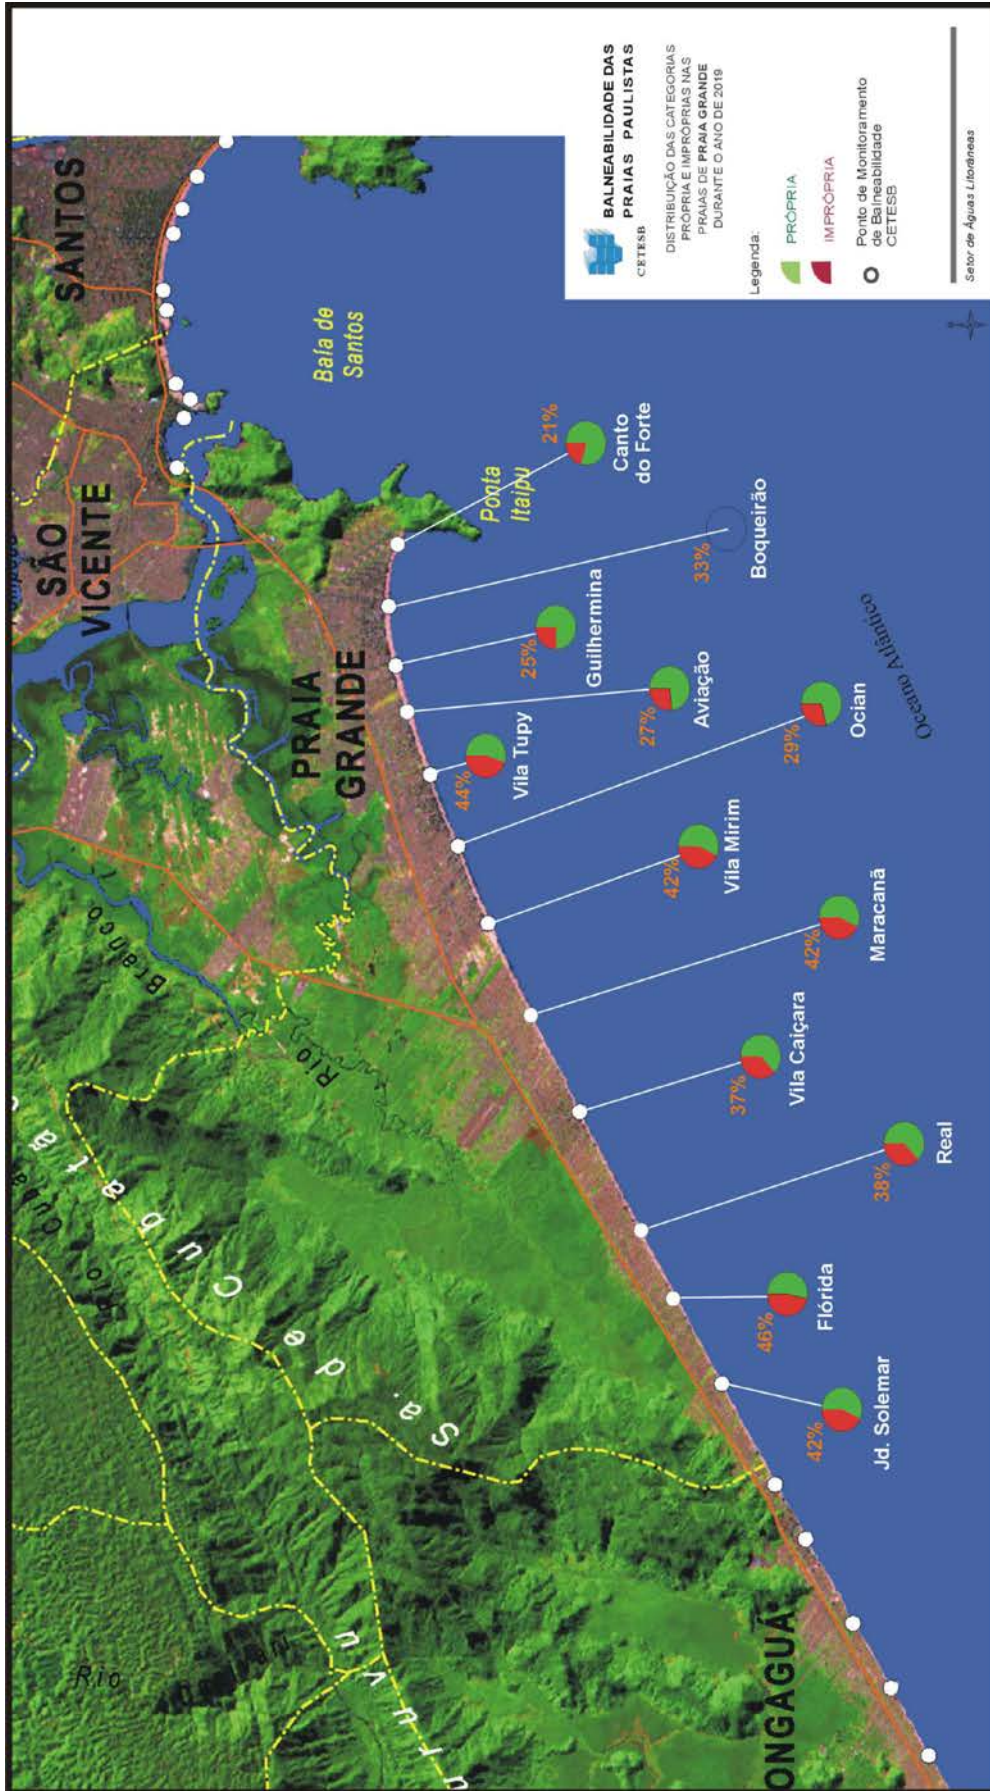 BALNEABILIDADE DAS
PRAIAS PAULISTAS
CETESB
DISTRIBUIÇÃO DAS CATEGORIAS
PRÓPRIA E IMPRÓPRIAS NAS
PRAIAS DE PRAIA GRANDE
DURANTE O ANO DE 2019
Legenda:
PRÓPRIA
IMPRÓPRIA
Ponto de Monitoramento
de Balneabilidade
CETESB
Setor de Águas Litorâneas
SANTOS
SÃO
VICENTE
PRAIA
GRANDE
ONGAGUÁ
Baía de
Santos
Ponta
Itaipu
Oceano Atlântico
Rio
Branco
Rio
Sa. de Cubatão
21%
Canto
do Forte
33%
Boqueirão
25%
Guilhermina
27%
Aviação
44%
Vila Tupy
29%
Ocian
42%
Vila Mirim
42%
Maracanã
37%
Vila Caiçara
38%
Real
46%
Flórida
42%
Jd. Solemar